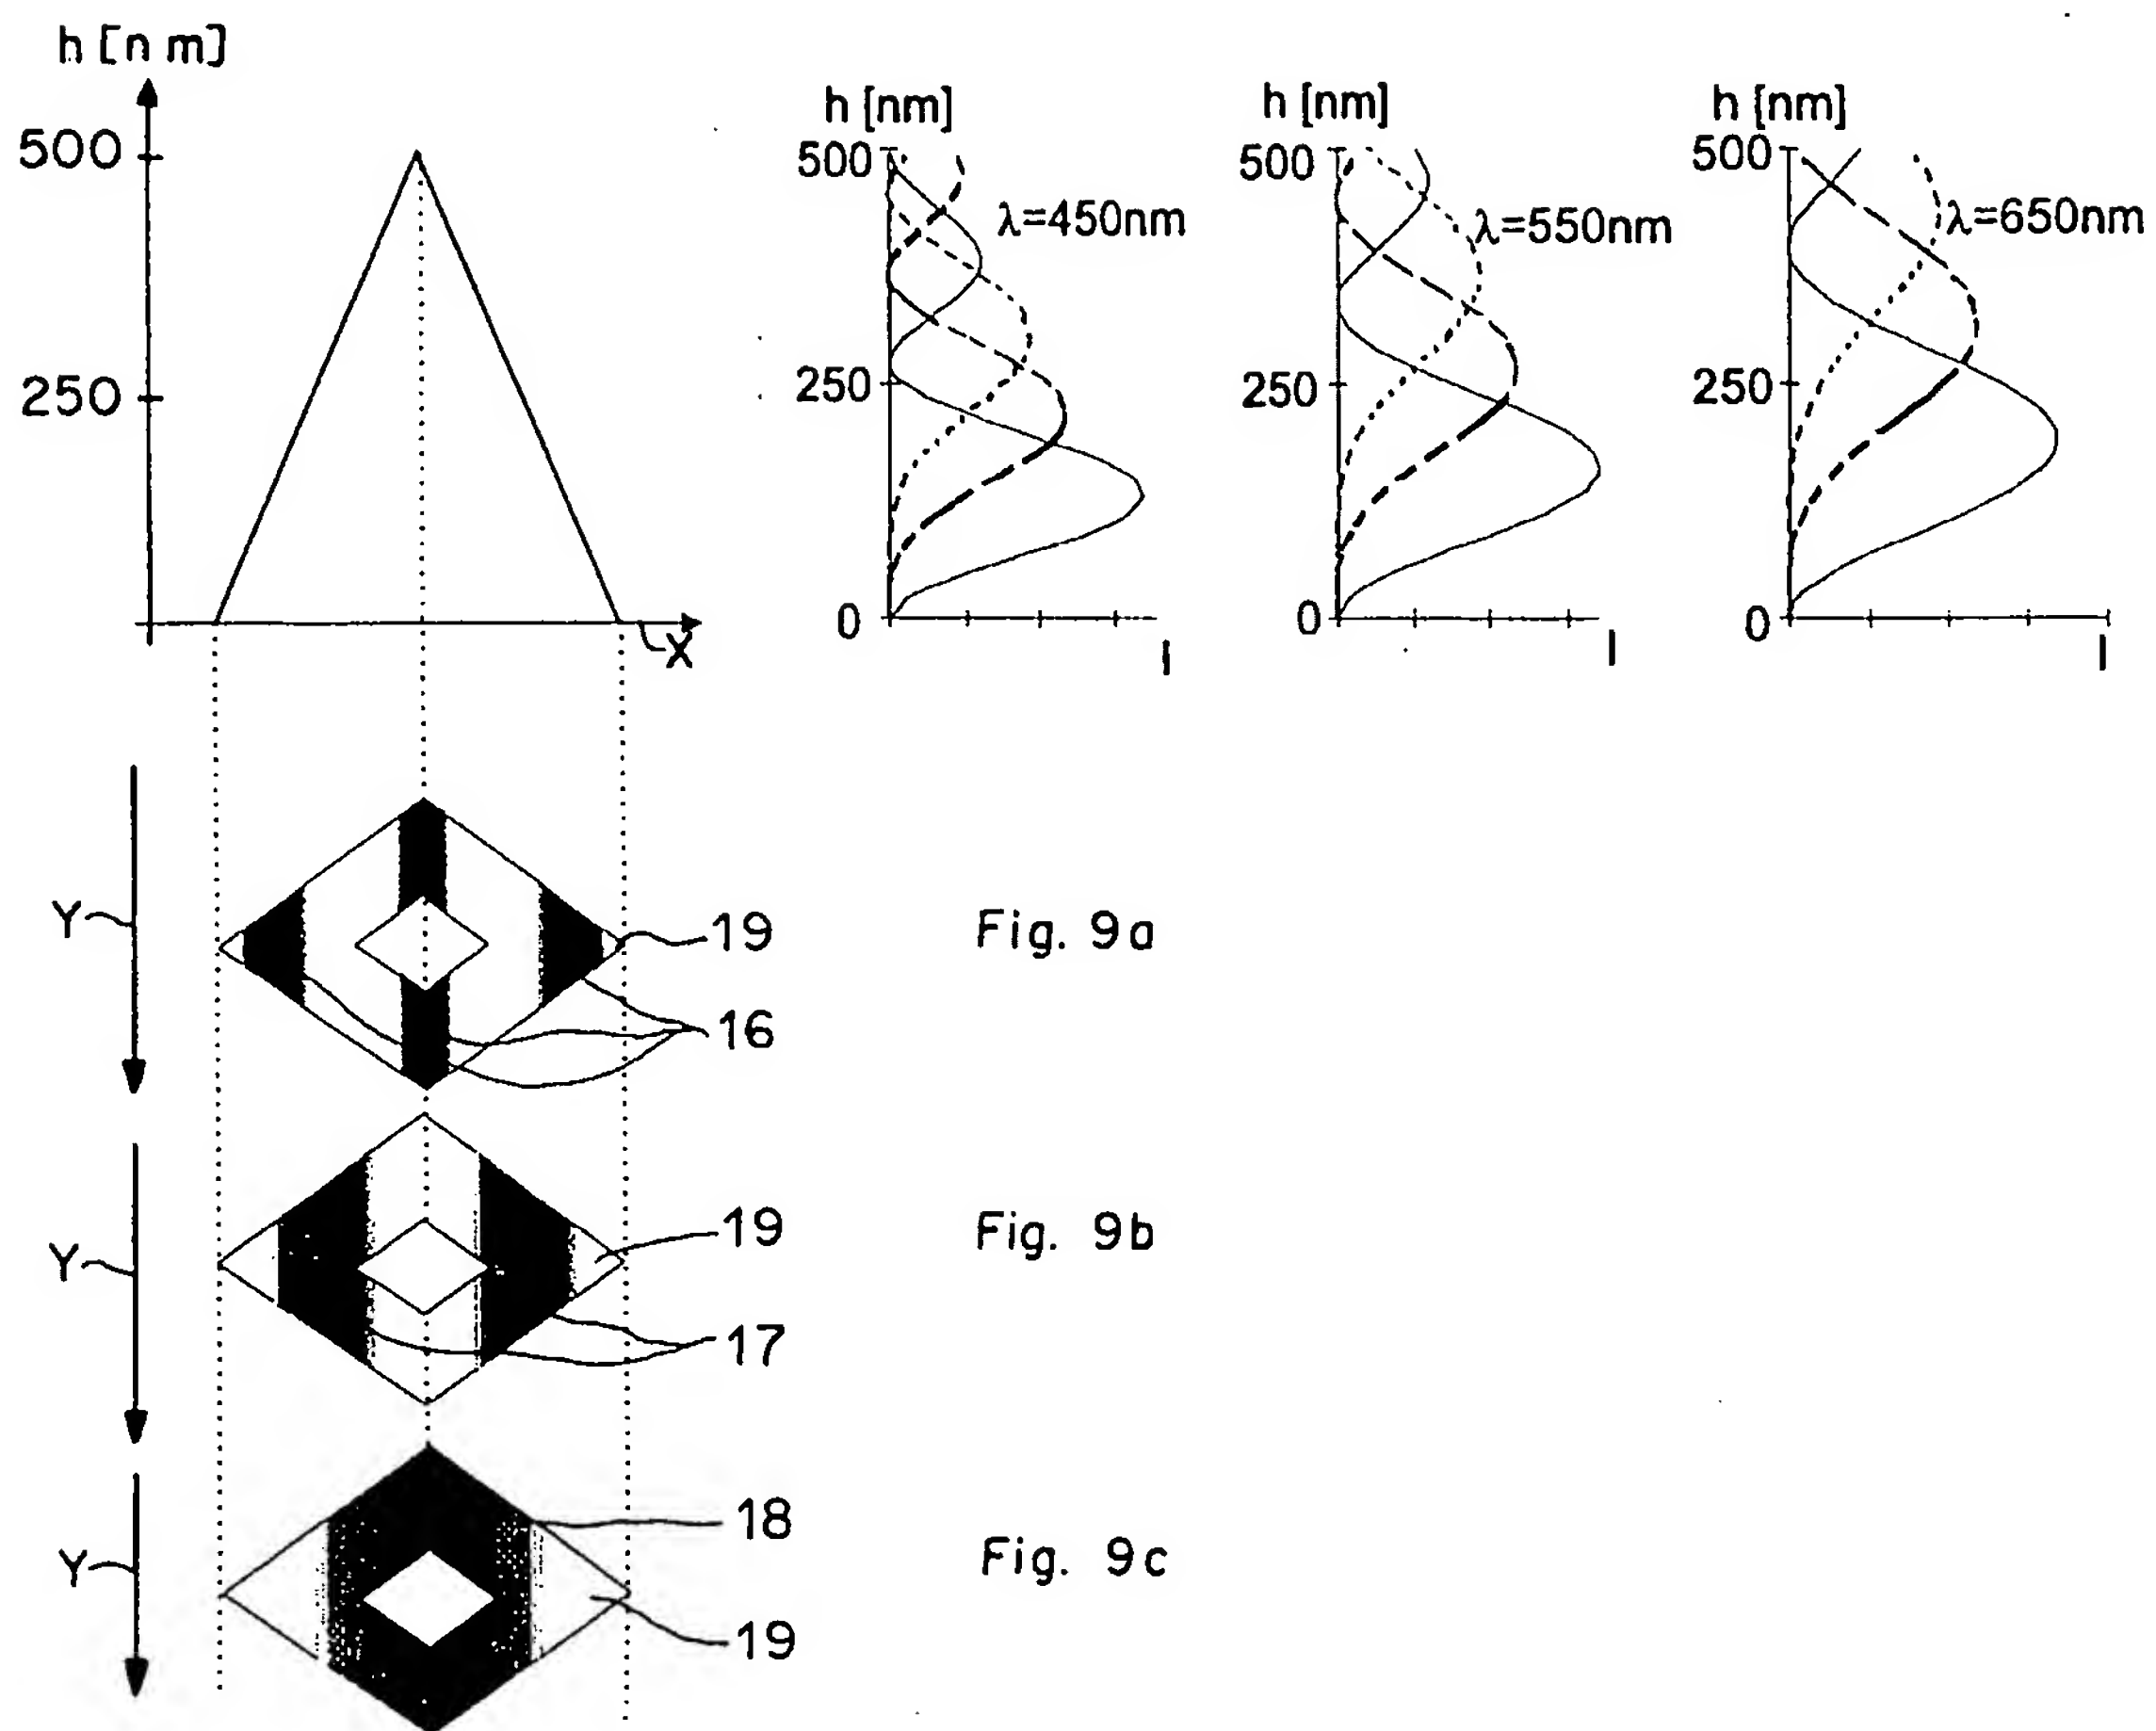 h [n m]
500
250
X
h [nm]
500
λ=450nm
250
0
I
h [nm]
500
λ=550nm
250
0
I
h [nm]
500
λ=650nm
250
0
I
Y
19
Fig. 9a
16
Y
19
Fig. 9b
17
Y
18
Fig. 9c
19